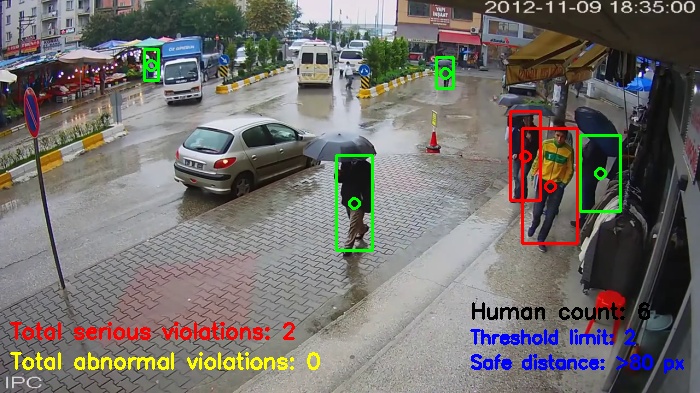 2012-11-09 18:35:00
YAPI
İNŞAAT
Total serious violations: 2
Total abnormal violations: 0
Human count: 6
Threshold limit: 2
Safe distance: >80 px
IPC